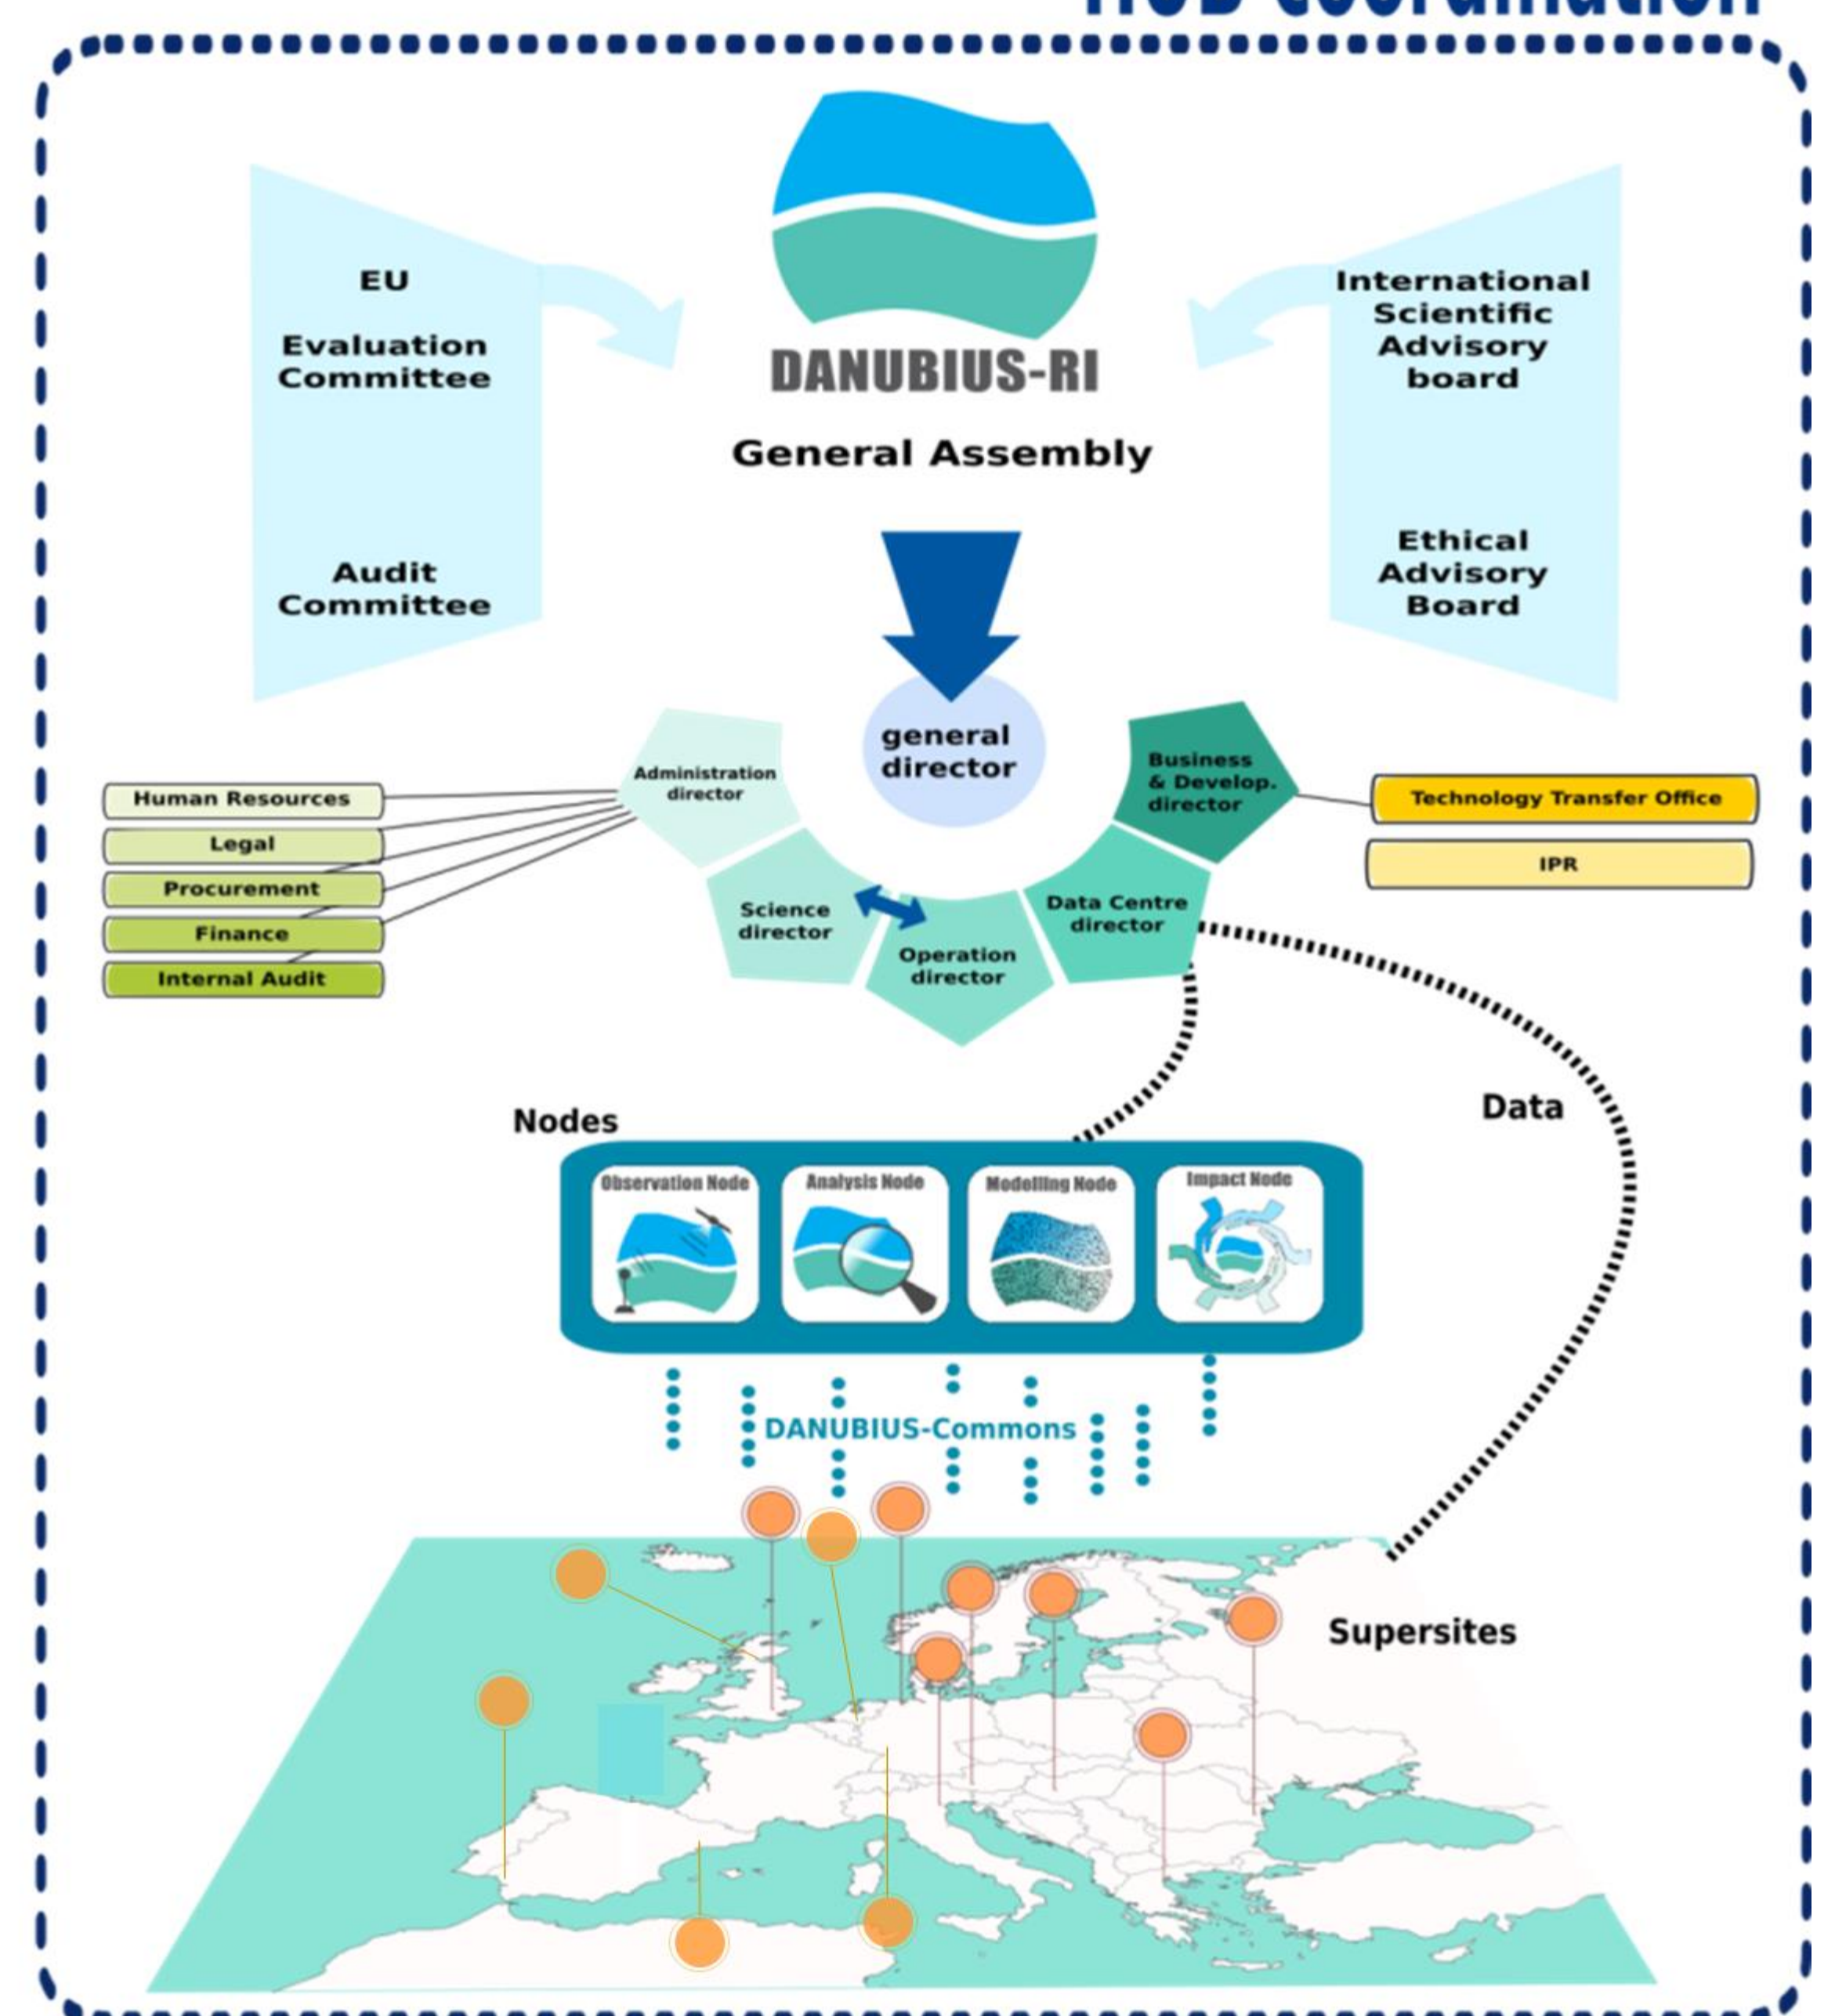 HUB coordination
DANUBIUS-RI
General Assembly
EU
Evaluation
Committee
Audit
Committee
International
Scientific
Advisory
board
Ethical
Advisory
Board
general
director
Administration
director
Science
director
Operation
director
Data Centre
director
Business
& Develop.
director
Human Resources
Legal
Procurement
Finance
Internal Audit
Technology Transfer Office
IPR
Nodes
Data
Observation Node
Analysis Node
Modelling Node
Impact Node
DANUBIUS-Commons
Supersites